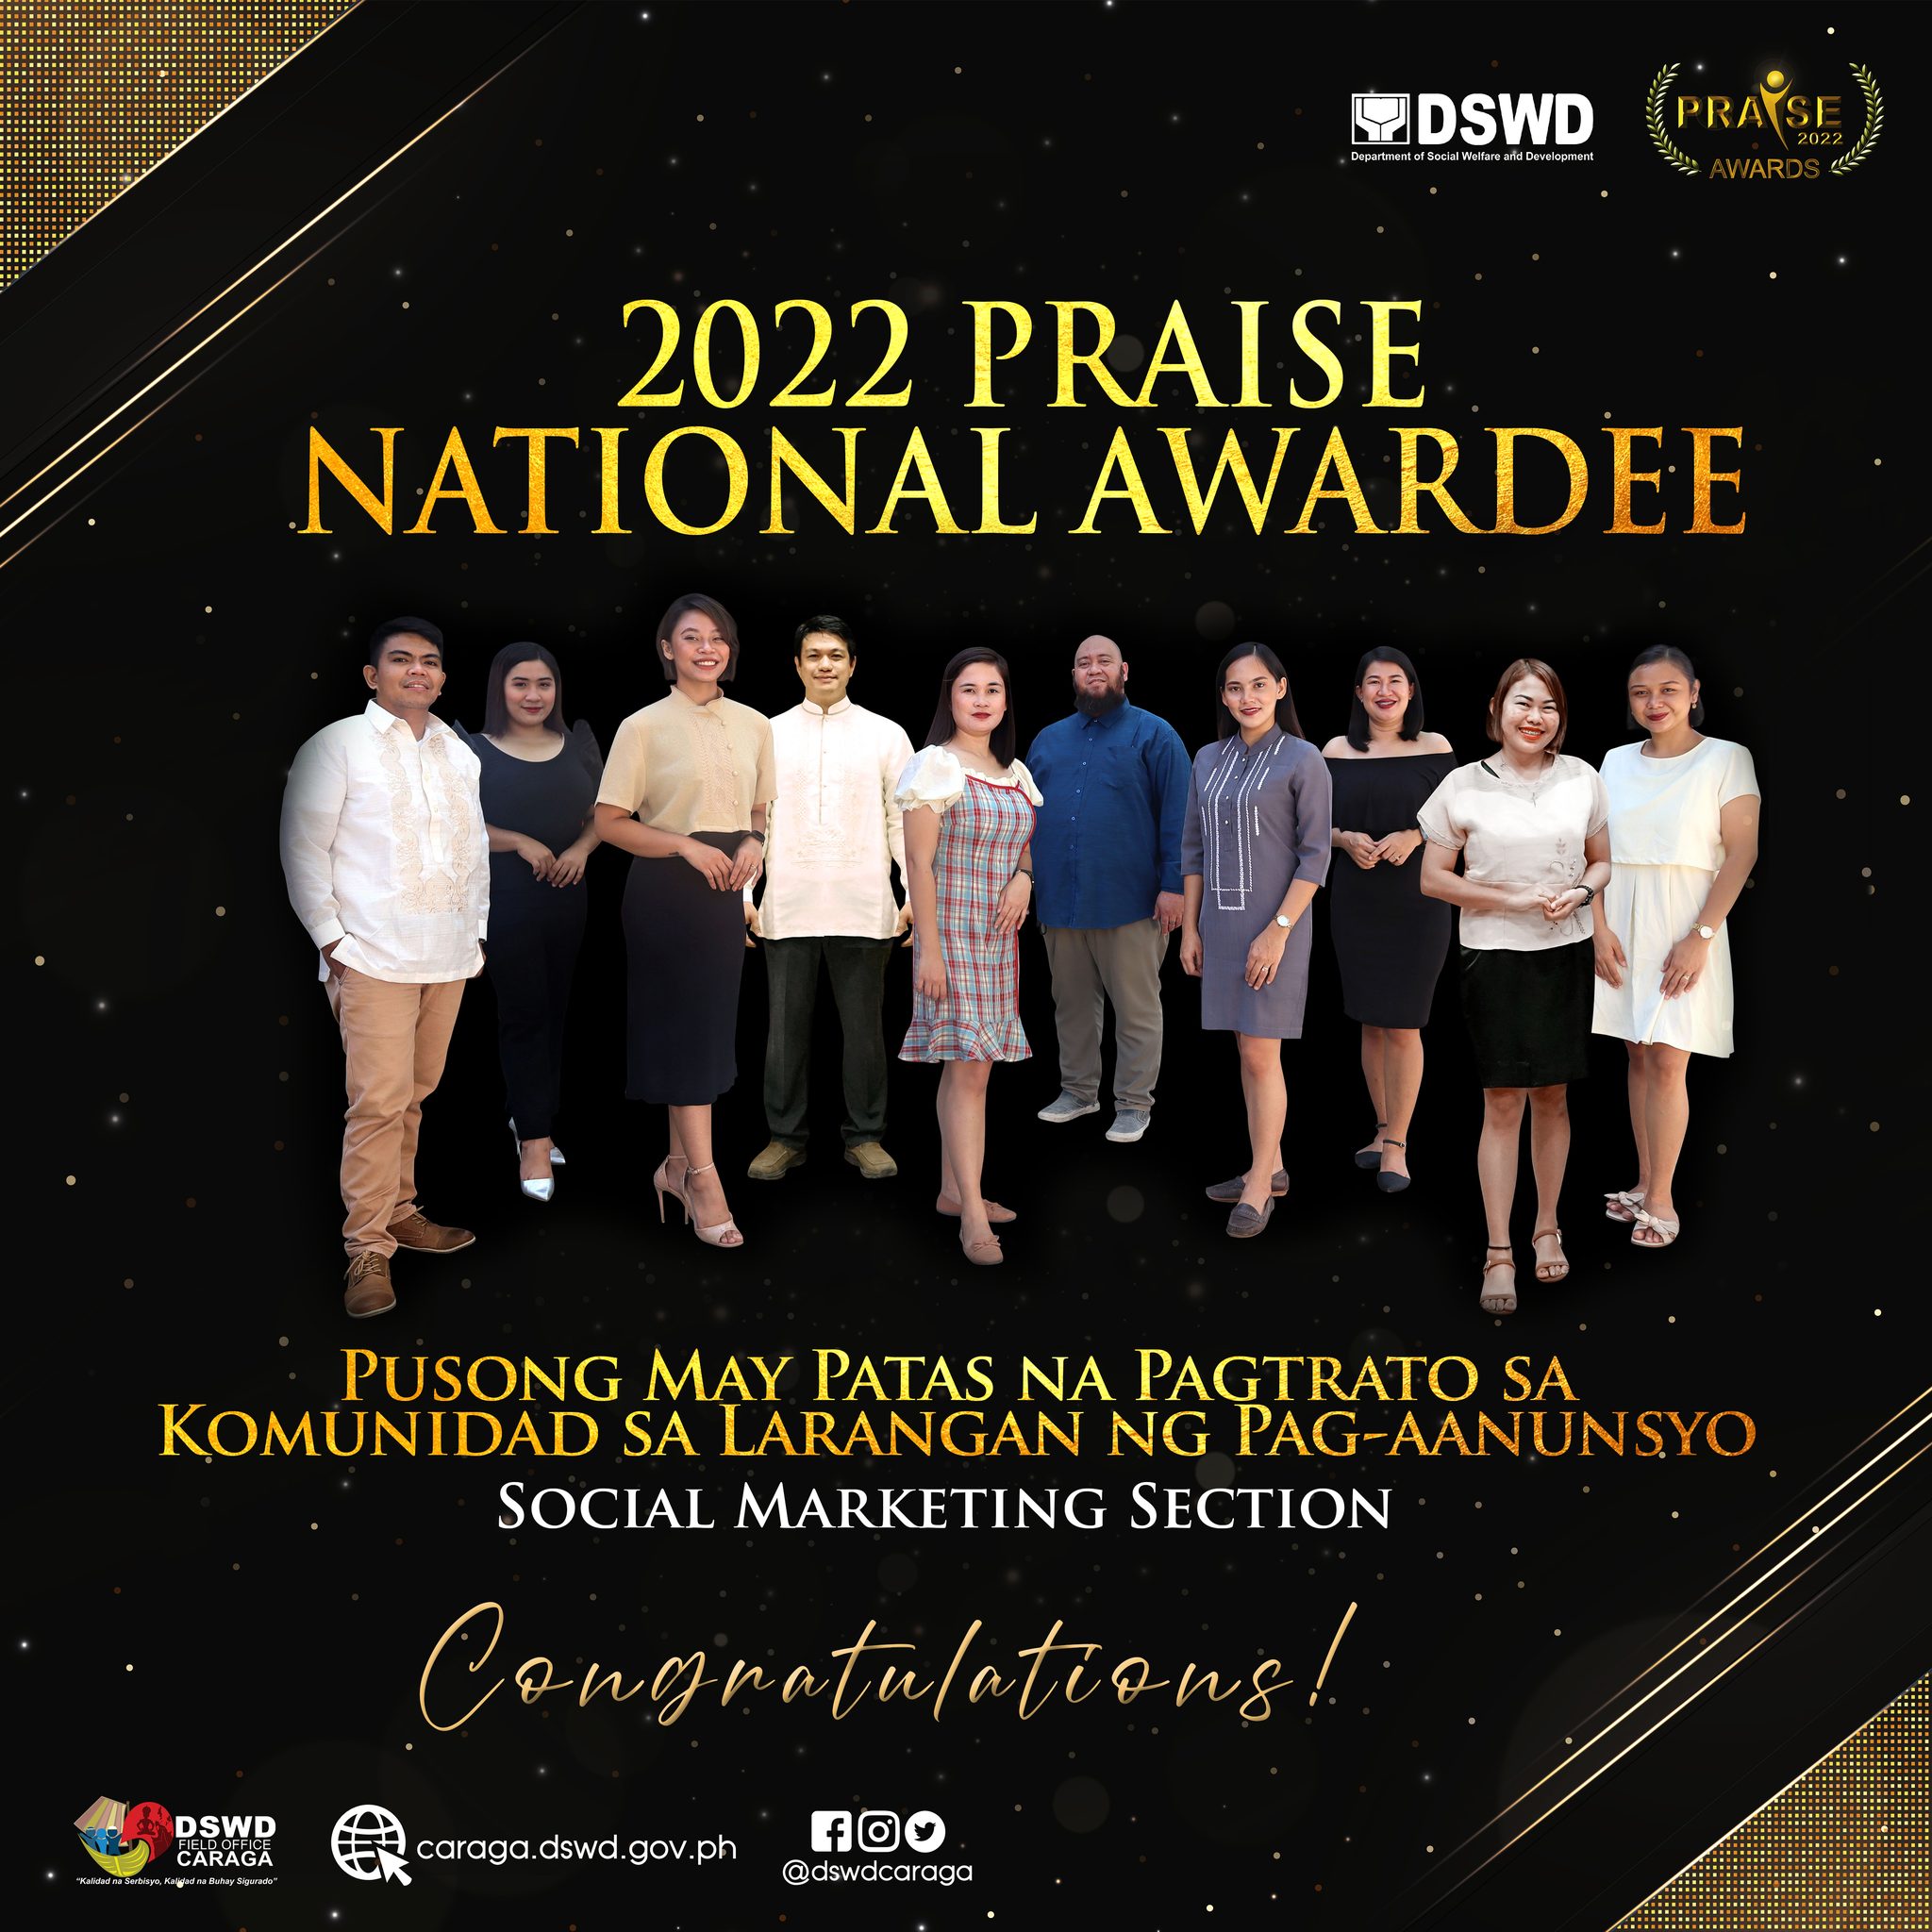 DSWD
Department of Social Welfare and Development
PRAISE
2022
AWARDS
2022 PRAISE
NATIONAL AWARDEE
PUSONG MAY PATAS NA PAGTRATO SA
KOMUNIDAD SA LARANGAN NG PAG-AANUNSYO
SOCIAL MARKETING SECTION
Congratulations!
DSWD
FIELD OFFICE
CARAGA
"Kalidad na Serbisyo, Kalidad na Buhay Sigurado"
caraga.dswd.gov.ph
@dswdcaraga